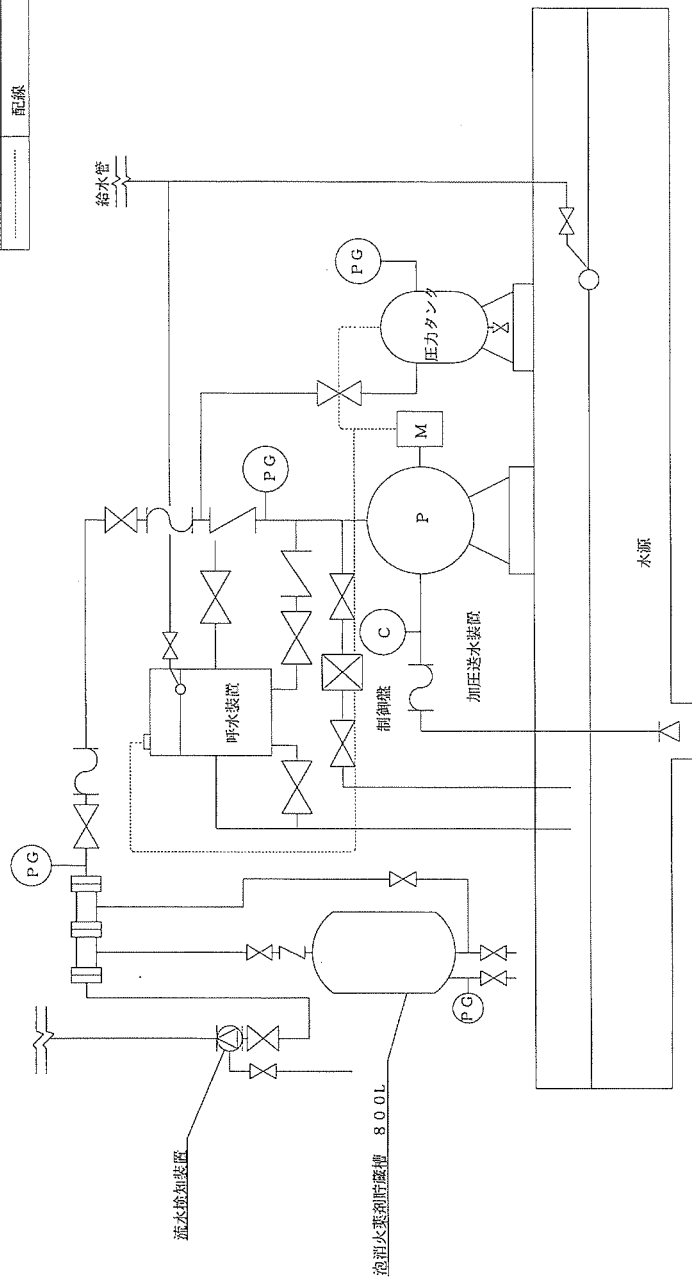 配線
給水管
PG
圧力タンク
PG
M
P
C
呼水装置
制御盤
加圧送水装置
水源
PG
PG
流水検知装置
泡消火薬剤貯蔵槽 800L